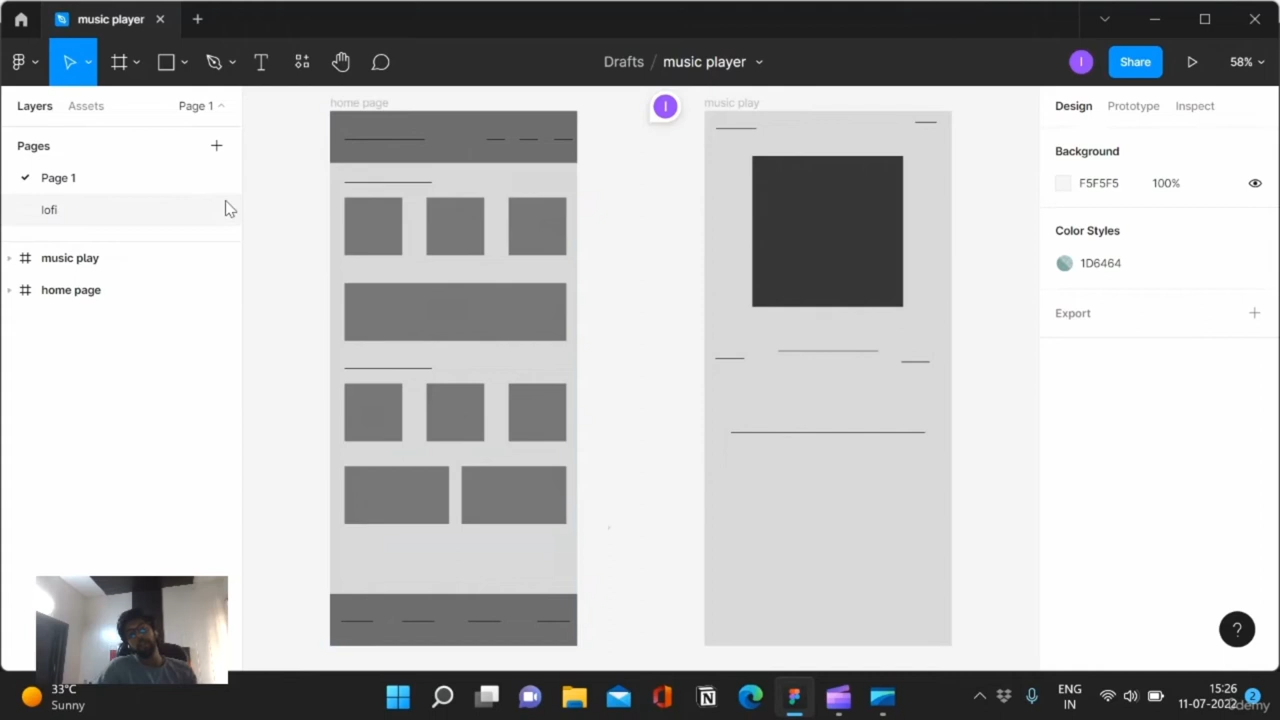 music player
Drafts / music player
I
Share
58%
Layers
Assets
Page 1
home page
I
music play
Design
Prototype
Inspect
Pages
Page 1
lofi
music play
home page
Background
F5F5F5
100%
Color Styles
1D6464
Export
?
33°C
Sunny
ENG
IN
15:26
11-07-2022
2
Udemy